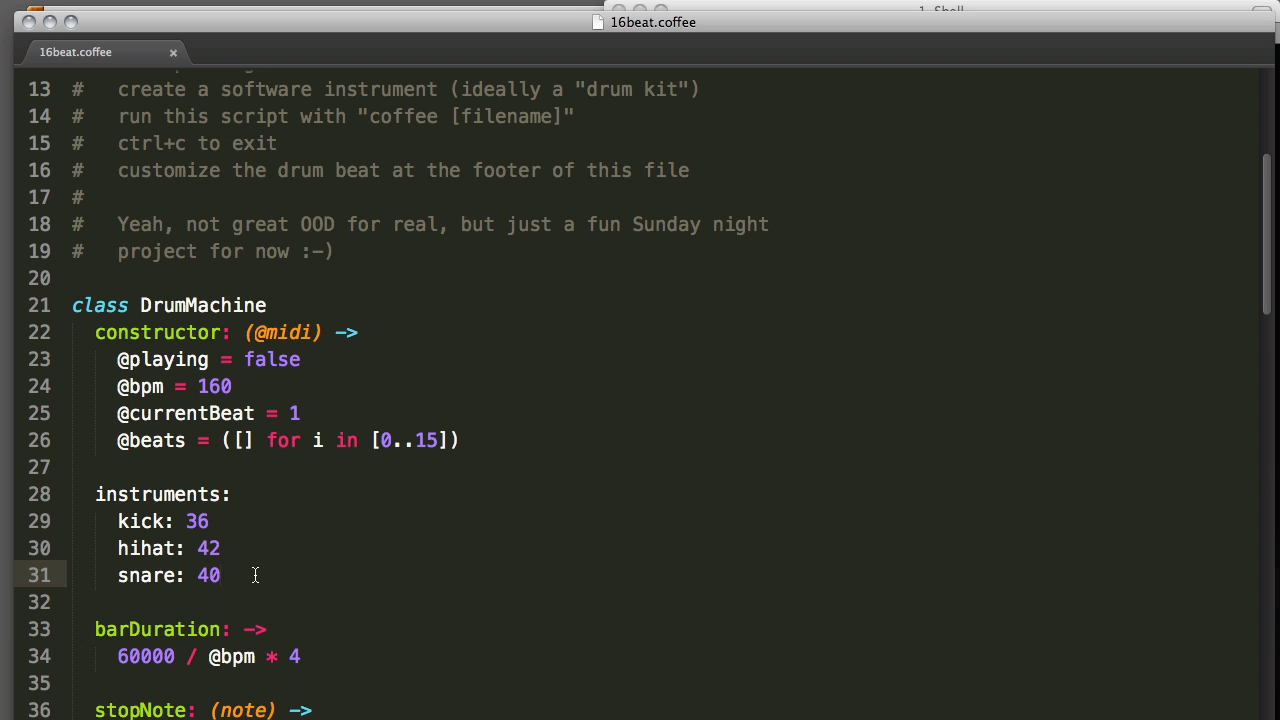 1. Shell
16beat.coffee
16beat.coffee ×
13 #   create a software instrument (ideally a "drum kit")
14 #   run this script with "coffee [filename]"
15 #   ctrl+c to exit
16 #   customize the drum beat at the footer of this file
17 #
18 #   Yeah, not great OOD for real, but just a fun Sunday night
19 #   project for now :-)
20
21 class DrumMachine
22   constructor: (@midi) ->
23     @playing = false
24     @bpm = 160
25     @currentBeat = 1
26     @beats = ([] for i in [0..15])
27
28   instruments:
29     kick: 36
30     hihat: 42
31     snare: 40
32
33   barDuration: ->
34     60000 / @bpm * 4
35
36   stopNote: (note) ->